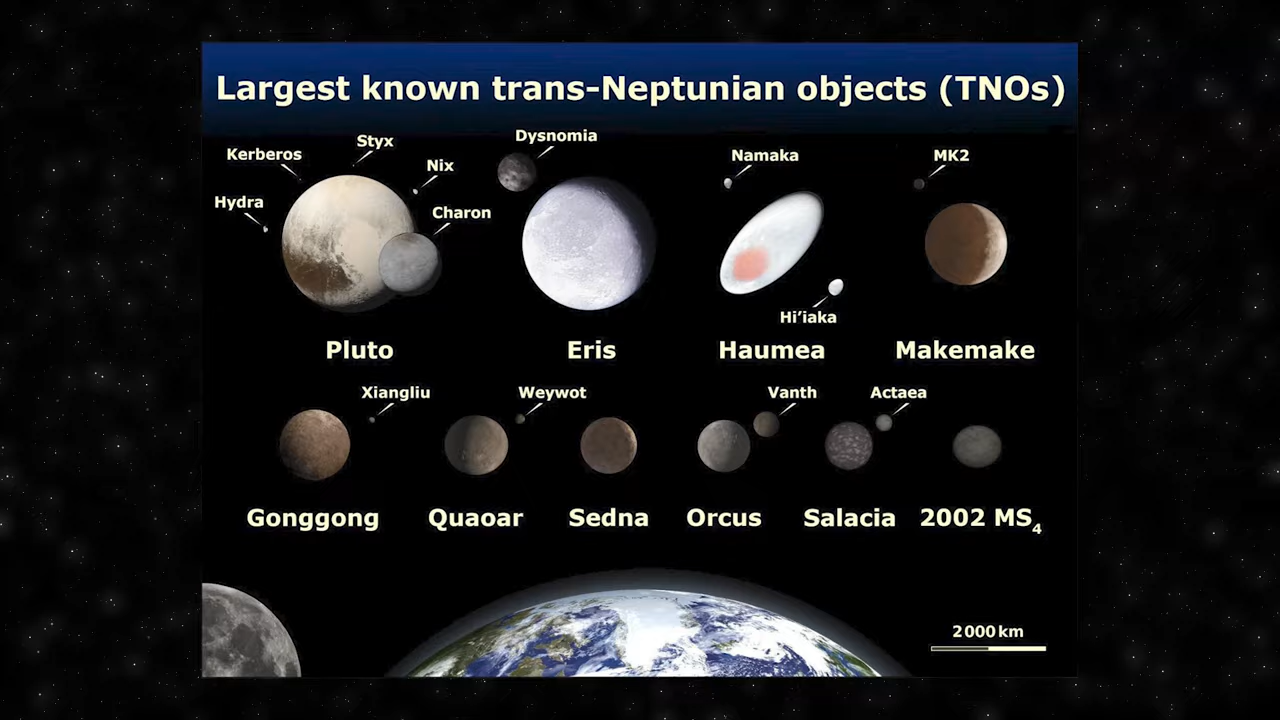 Largest known trans-Neptunian objects (TNOs)
Styx
Dysnomia
Kerberos
Nix
Namaka
MK2
Hydra
Charon
Hi’iaka
Pluto
Eris
Haumea
Makemake
Xiangliu
Weywot
Vanth
Actaea
Gonggong
Quaoar
Sedna
Orcus
Salacia
2002 MS₄
2000 km